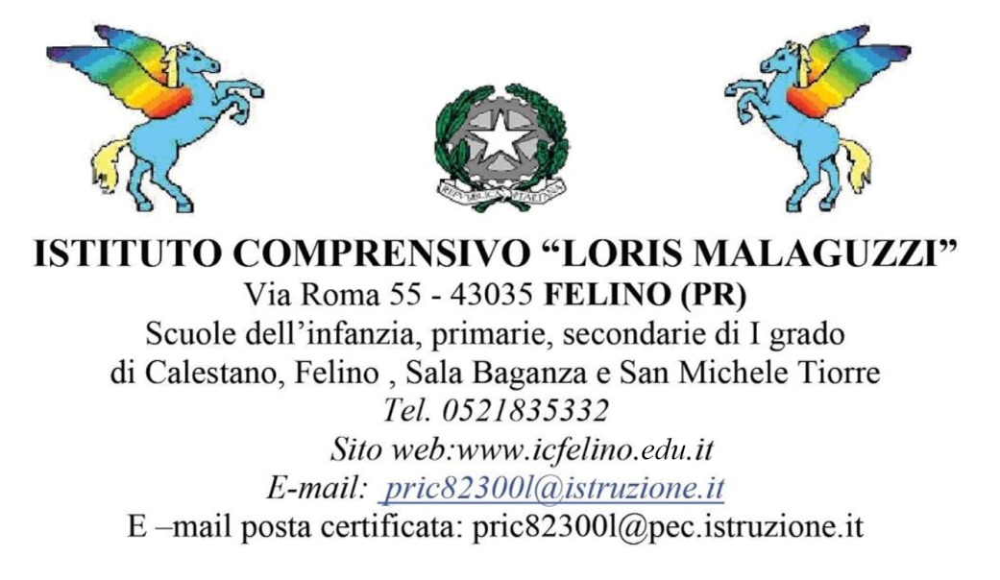 REPVBLICA ITALIANA
ISTITUTO COMPRENSIVO “LORIS MALAGUZZI”
Via Roma 55 - 43035 FELINO (PR)
Scuole dell’infanzia, primarie, secondarie di I grado
di Calestano, Felino , Sala Baganza e San Michele Tiorre
Tel. 0521835332
Sito web:www.icfelino.edu.it
E-mail: pric82300l@istruzione.it
E –mail posta certificata: pric82300l@pec.istruzione.it